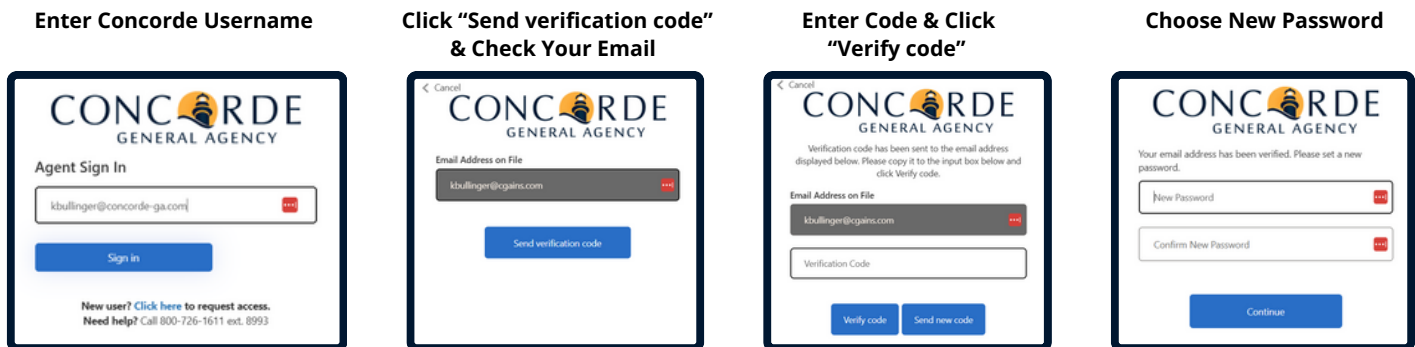 Enter Concorde Username
CONCORDE
GENERAL AGENCY
Agent Sign In
kbullinger@concorde-ga.com
Sign in
New user? Click here to request access.
Need help? Call 800-726-1611 ext. 8993
Click “Send verification code”
& Check Your Email
< Cancel
CONCORDE
GENERAL AGENCY
Email Address on File
kbullinger@cgains.com
Send verification code
Enter Code & Click
“Verify code”
< Cancel
CONCORDE
GENERAL AGENCY
Verification code has been sent to the email address
displayed below. Please copy it to the input box below and
click Verify code.
Email Address on File
kbullinger@cgains.com
Verification Code
Verify code
Send new code
Choose New Password
CONCORDE
GENERAL AGENCY
Your email address has been verified. Please set a new
password.
New Password
Confirm New Password
Continue